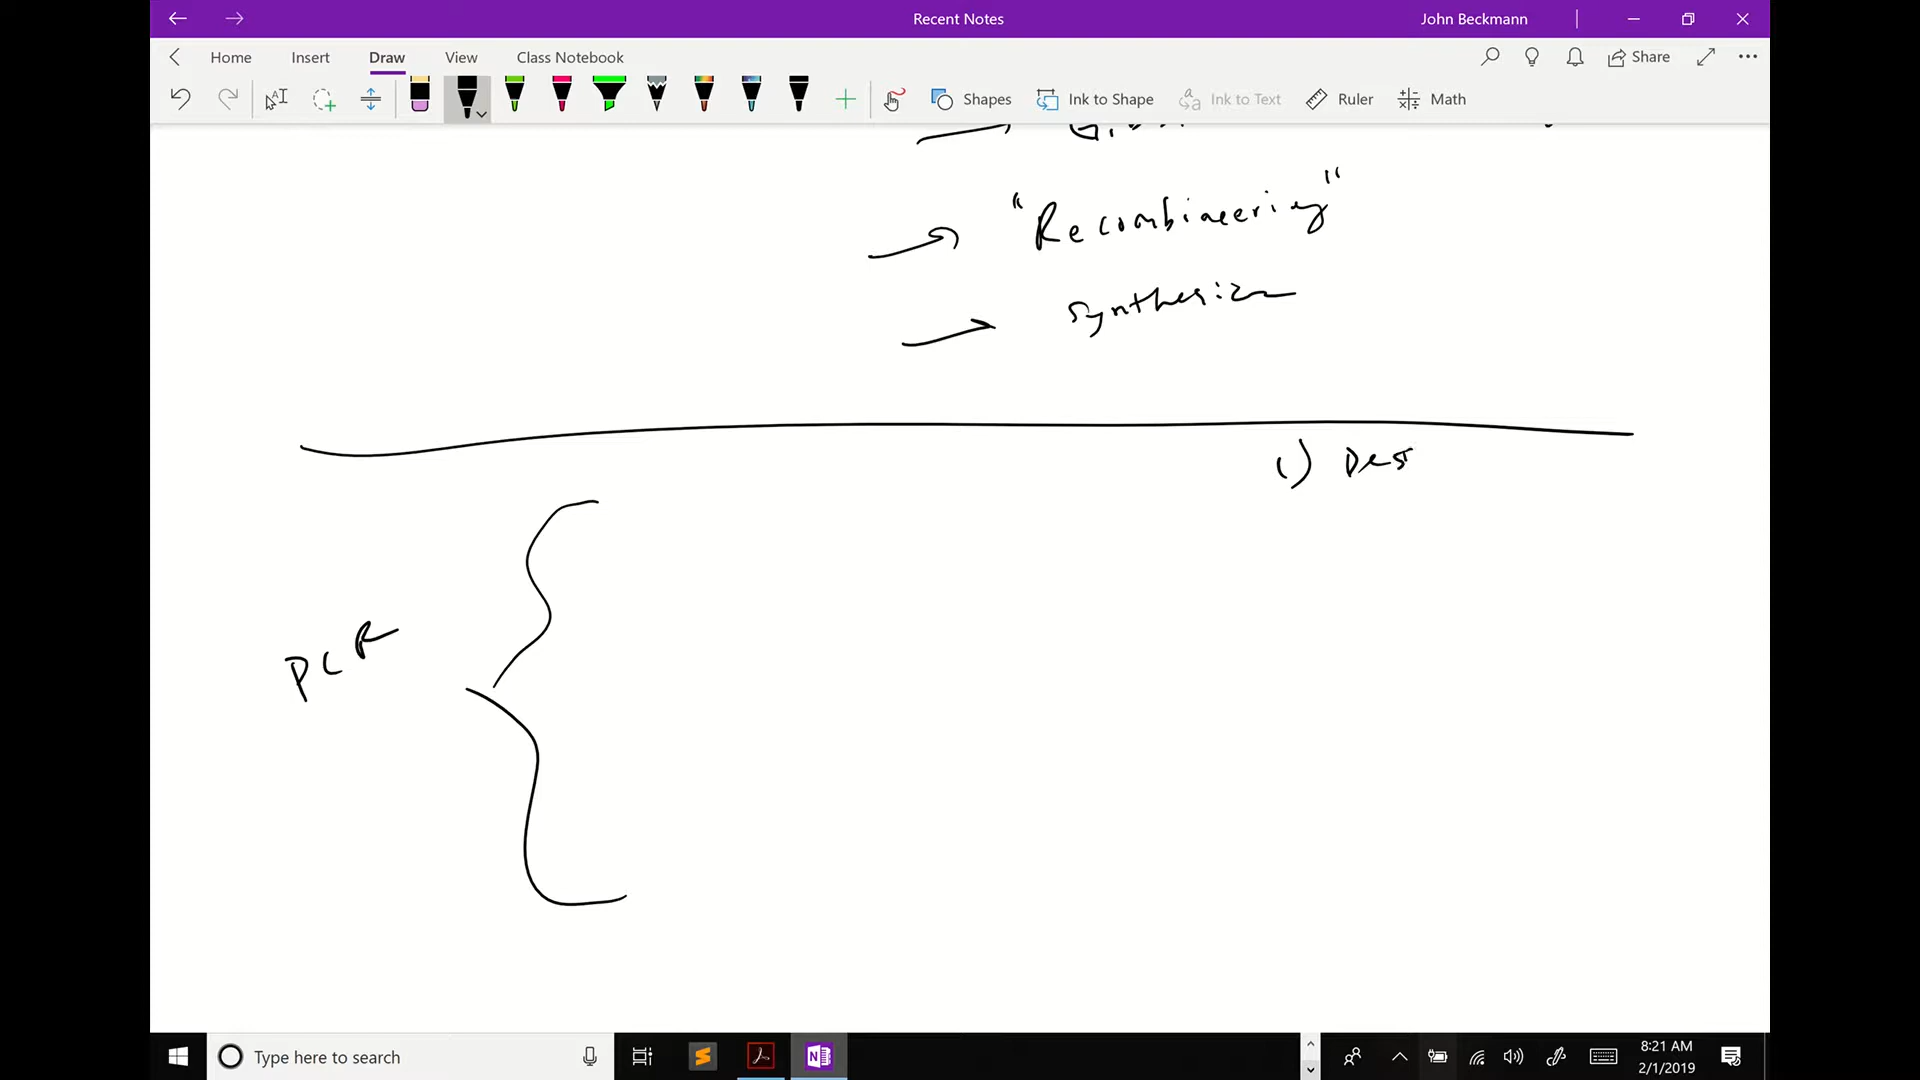 Recent Notes
John Beckmann
Home Insert Draw View Class Notebook
Share
Shapes Ink to Shape Ink to Text Ruler Math
"Recombineering"
Synthesize
1) Des
PCR
Type here to search
8:21 AM
2/1/2019